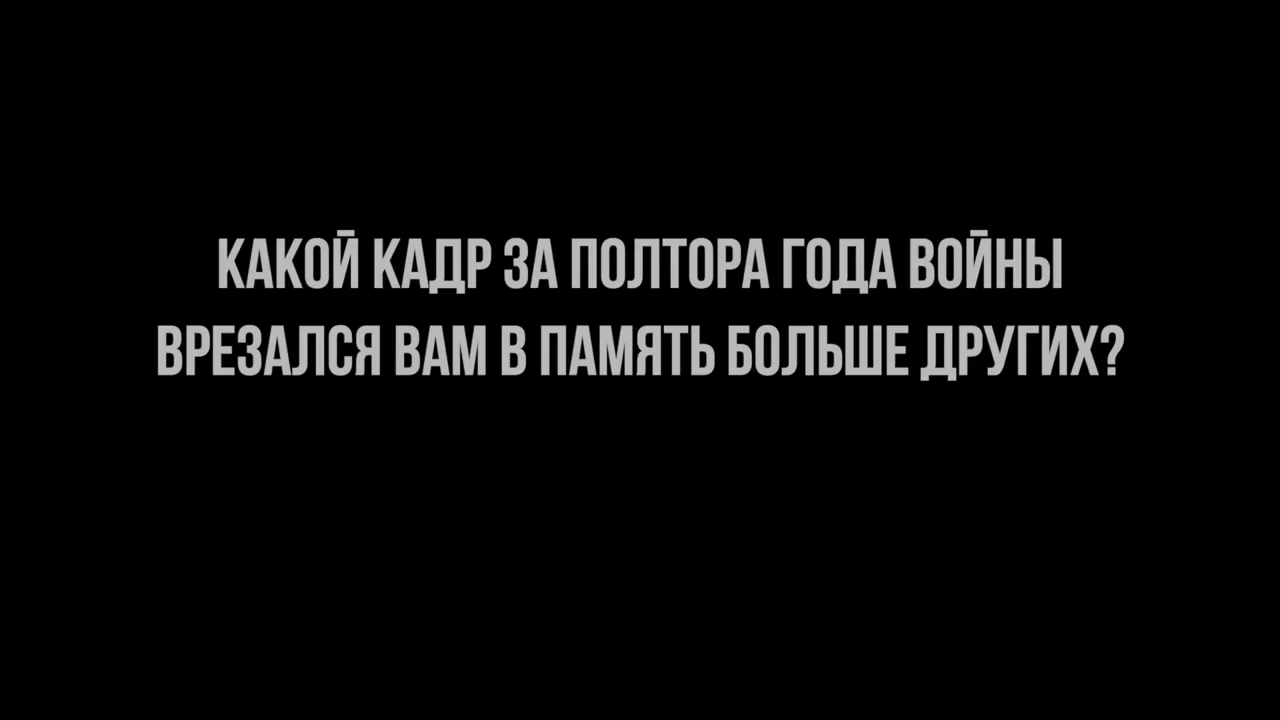 КАКОЙ КАДР ЗА ПОЛТОРА ГОДА ВОЙНЫ
ВРЕЗАЛСЯ ВАМ В ПАМЯТЬ БОЛЬШЕ ДРУГИХ?